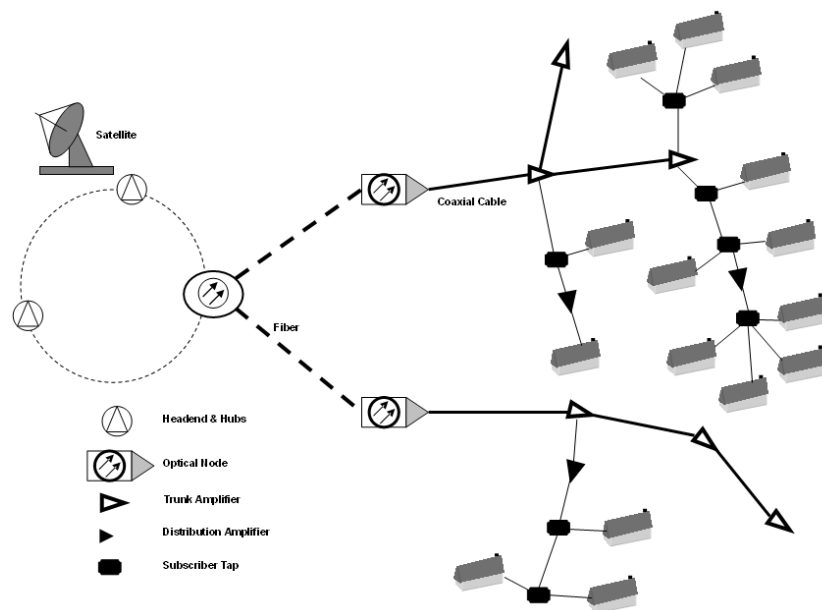 Satellite
Coaxial Cable
Fiber
Headend & Hubs
Optical Node
Trunk Amplifier
Distribution Amplifier
Subscriber Tap